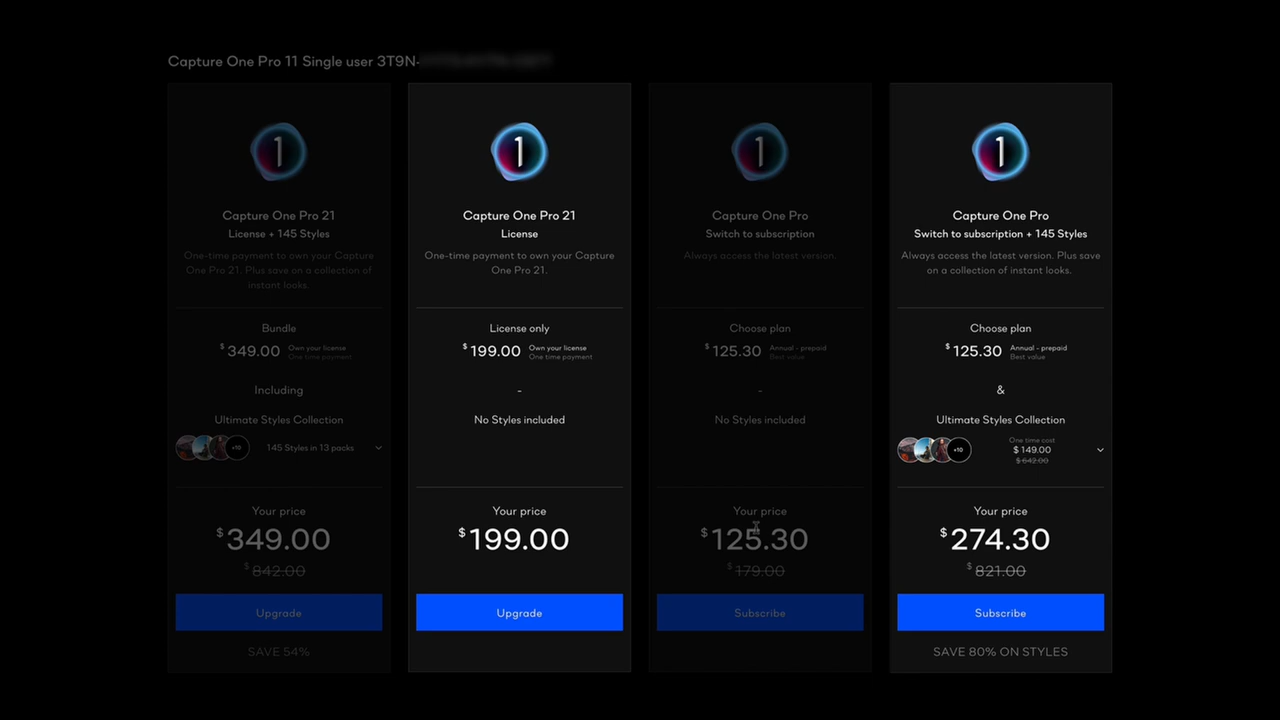 Capture One Pro 11 Single user 3T9N-
1
Capture One Pro 21
License + 145 Styles
One-time payment to own your Capture
One Pro 21. Plus save on a collection of
instant looks.
Bundle
$ 349.00 Own your license
One time payment
Including
Ultimate Styles Collection
+10 145 Styles in 13 packs
Your price
$ 349.00
$ 842.00
Upgrade
SAVE 54%
1
Capture One Pro 21
License
One-time payment to own your Capture
One Pro 21.
License only
$ 199.00 Own your license
One time payment
-
No Styles included
Your price
$ 199.00
Upgrade
1
Capture One Pro
Switch to subscription
Always access the latest version.
Choose plan
$ 125.30 Annual - prepaid
Best value
-
No Styles included
Your price
$ 125.30
$ 179.00
Subscribe
1
Capture One Pro
Switch to subscription + 145 Styles
Always access the latest version. Plus save
on a collection of instant looks.
Choose plan
$ 125.30 Annual - prepaid
Best value
&
Ultimate Styles Collection
One time cost
+10 $ 149.00
$ 642.00
Your price
$ 274.30
$ 821.00
Subscribe
SAVE 80% ON STYLES